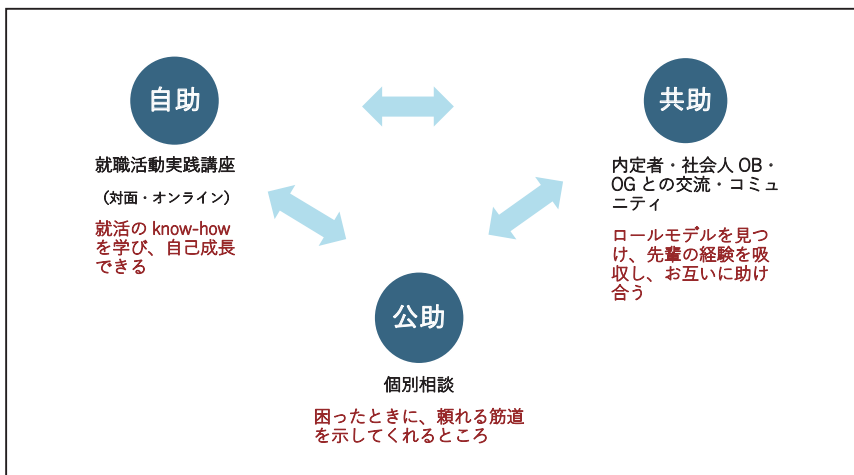 自助
就職活動実践講座
（対面・オンライン）
就活の know-how
を学び、自己成長
できる
共助
内定者・社会人 OB・
OG との交流・コミュ
ニティ
ロールモデルを見つ
け、先輩の経験を吸
収し、お互いに助け
合う
公助
個別相談
困ったときに、頼れる筋道
を示してくれるところ